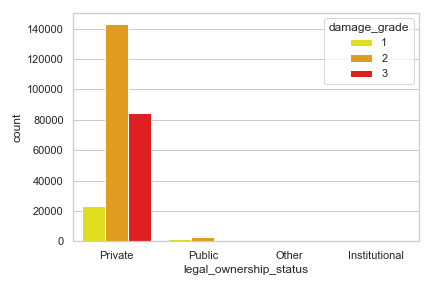 damage_grade
1
2
3
140000
120000
100000
80000
60000
40000
20000
0
count
Private Public Other Institutional
legal_ownership_status